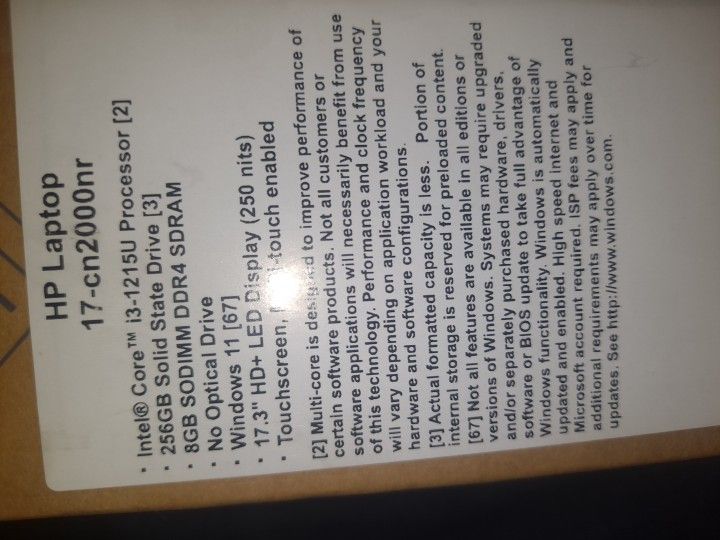 HP Laptop
17-cn2000nr
· Intel® Core™ i3-1215U Processor [2]
· 256GB Solid State Drive [3]
· 8GB SODIMM DDR4 SDRAM
· No Optical Drive
· Windows 11 [67]
· 17.3" HD+ LED Display (250 nits)
· Touchscreen, -touch enabled
[2] Multi-core is designed to improve performance of
certain software products. Not all customers or
software applications will necessarily benefit from use
of this technology. Performance and clock frequency
will vary depending on application workload and your
hardware and software configurations.
[3] Actual formatted capacity is less. Portion of
internal storage is reserved for preloaded content.
[67] Not all features are available in all editions or
versions of Windows. Systems may require upgraded
and/or separately purchased hardware, drivers,
software or BIOS update to take full advantage of
Windows functionality. Windows is automatically
updated and enabled. High speed internet and
Microsoft account required. ISP fees may apply and
additional requirements may apply over time for
updates. See http://www.windows.com.